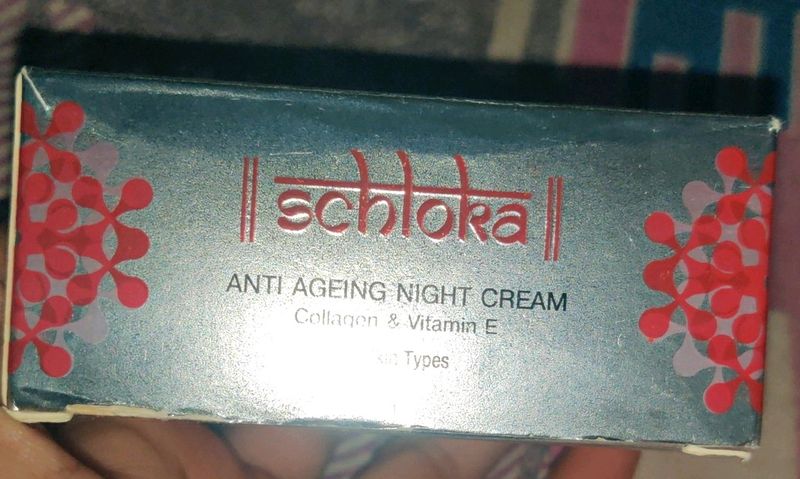 || schloka ||
ANTI AGEING NIGHT CREAM
Collagen & Vitamin E
Types